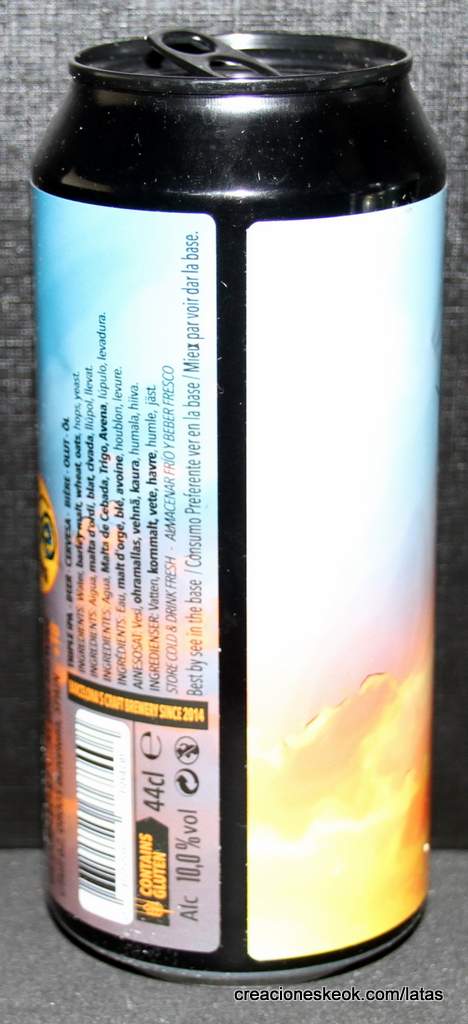 TRIPLE IPA - BEER - CERVESA - BIÈRE - OLUT - ÖL
INGREDIENTS: Water, barley malt, wheat, oats, hops, yeast.
INGREDIENTS: Aigua, malta d'ordi, blat, civada, llúpol, llevat.
INGREDIENTES: Agua, Malta de Cebada, Trigo, Avena, lúpulo, levadura.
INGRÉDIENTS: Eau, malt d'orge, blé, avoine, houblon, levure.
AINESOSAT: Vesi, ohramallas, vehnä, kaura, humala, hiiva.
INGREDIENSER: Vatten, kornmalt, vete, havre, humle, jäst.
STORE COLD & DRINK FRESH - ALMACENAR FRÍO Y BEBER FRESCO
Best by see in the base / Consumo Preferente ver en la base / Mieux par voir dar la base.
BARCELONA'S CRAFT BREWERY SINCE 2014
CONTAINS
GLUTEN
44cl e
Alc 10,0%vol
creacioneskeok.com/latas